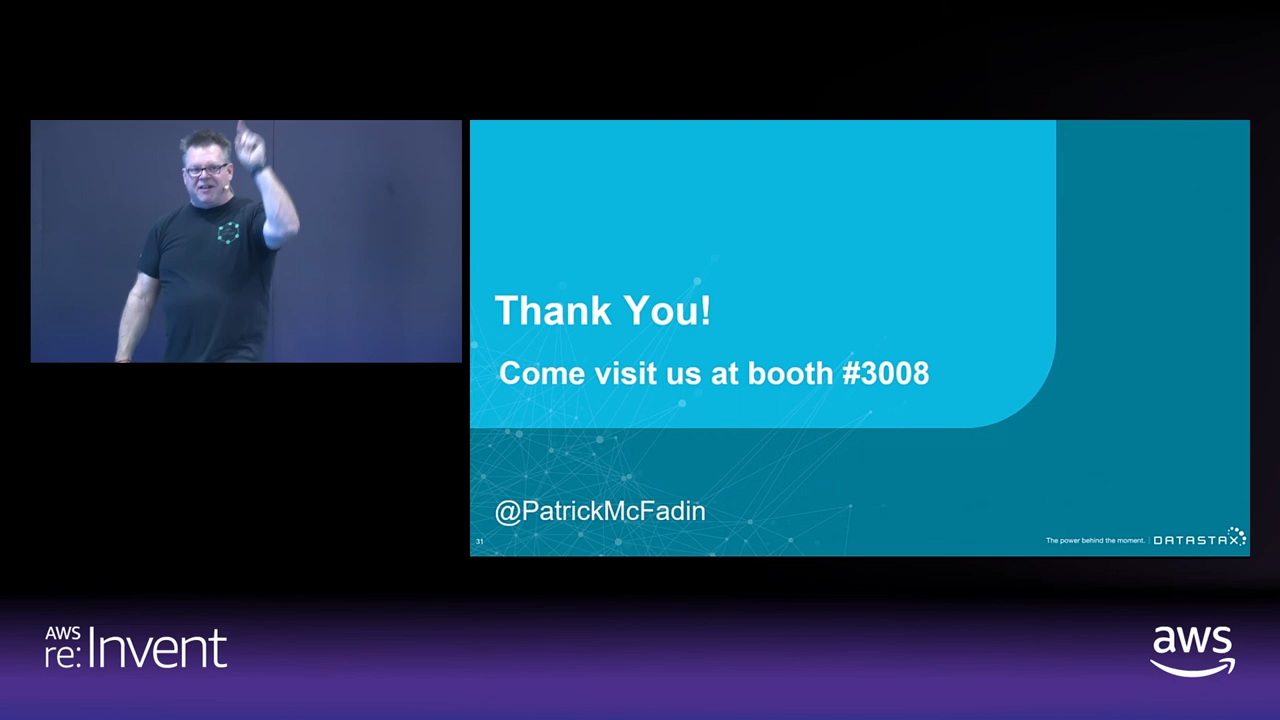 Thank You!
Come visit us at booth #3008
@PatrickMcFadin
31
The power behind the moment. | DATASTAX
AWS
re:Invent
aws